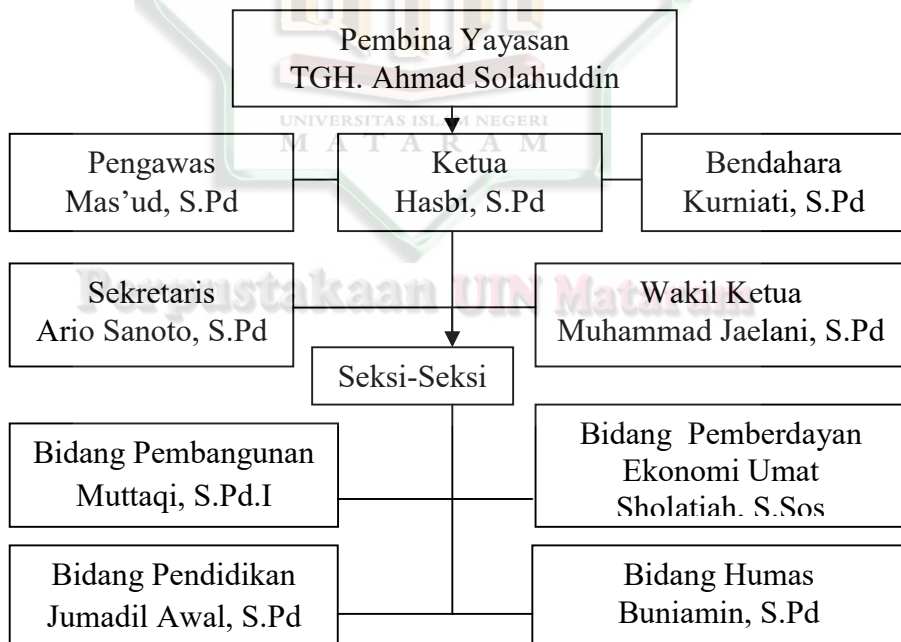 Pembina Yayasan
TGH. Ahmad Solahuddin
UNIVERSITAS ISLAM NEGERI
MATARAM
Pengawas
Mas’ud, S.Pd
Ketua
Hasbi, S.Pd
Bendahara
Kurniati, S.Pd
Perpustakaan UIN Mataram
Sekretaris
Ario Sanoto, S.Pd
Wakil Ketua
Muhammad Jaelani, S.Pd
Seksi-Seksi
Bidang Pembangunan
Muttaqi, S.Pd.I
Bidang Pemberdayan
Ekonomi Umat
Sholatiah, S.Sos
Bidang Pendidikan
Jumadil Awal, S.Pd
Bidang Humas
Buniamin, S.Pd